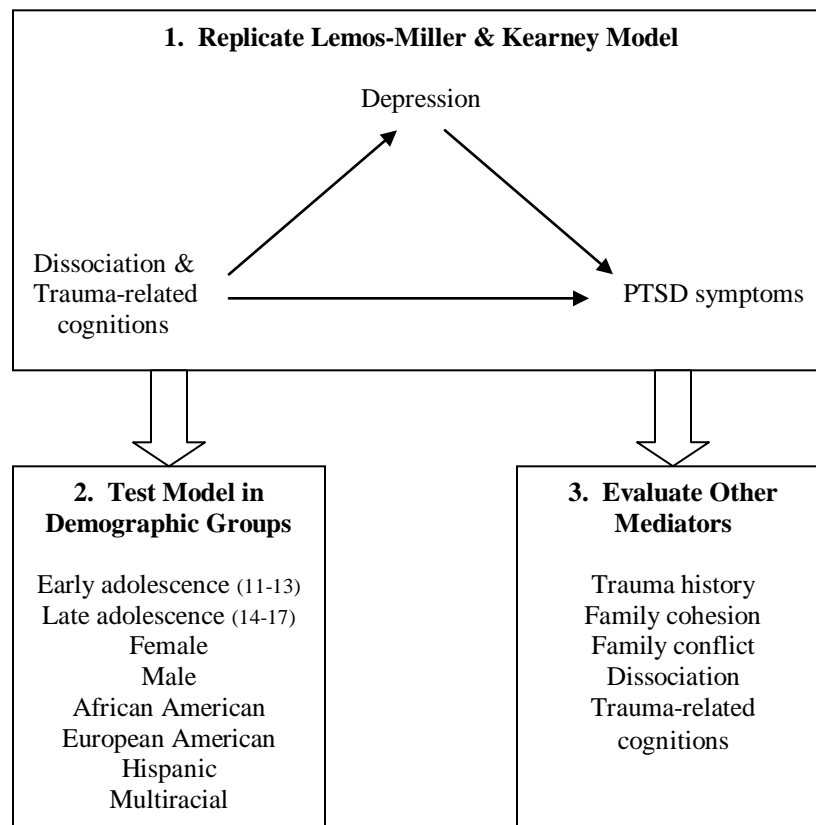 1. Replicate Lemos-Miller & Kearney Model
Depression
Dissociation &
Trauma-related
cognitions
PTSD symptoms
2. Test Model in
Demographic Groups
Early adolescence (11-13)
Late adolescence (14-17)
Female
Male
African American
European American
Hispanic
Multiracial
3. Evaluate Other
Mediators
Trauma history
Family cohesion
Family conflict
Dissociation
Trauma-related
cognitions